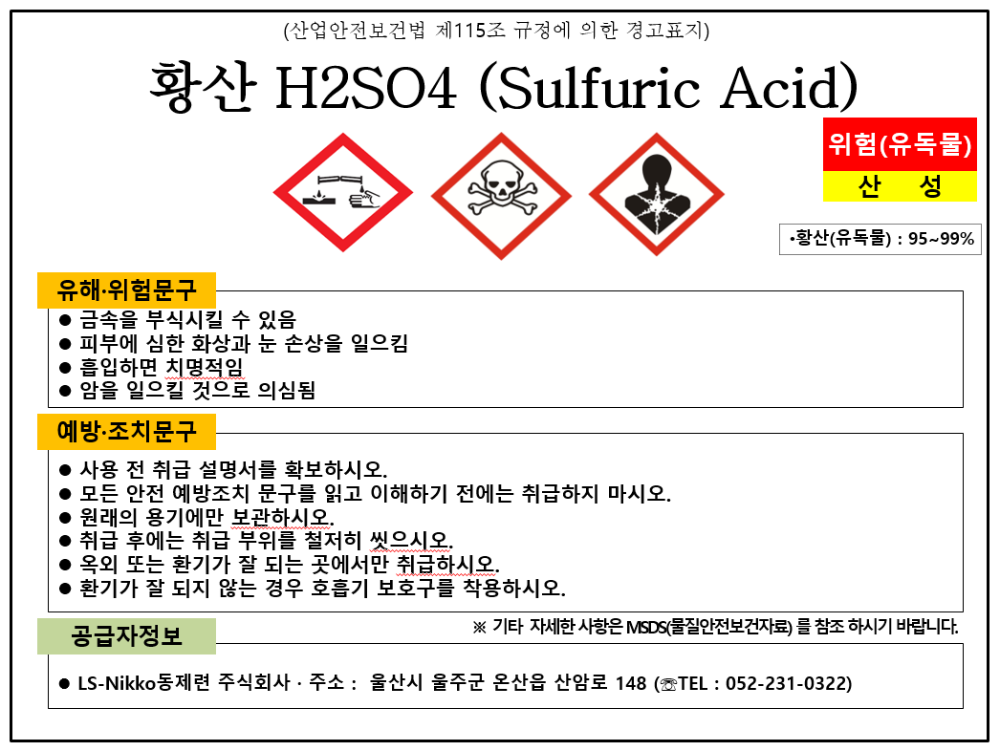 (산업안전보건법 제115조 규정에 의한 경고표지)
황산 H2SO4 (Sulfuric Acid)
위험(유독물)
산 성
•황산(유독물) : 95~99%
유해·위험문구
● 금속을 부식시킬 수 있음
● 피부에 심한 화상과 눈 손상을 일으킴
● 흡입하면 치명적임
● 암을 일으킬 것으로 의심됨
예방·조치문구
● 사용 전 취급 설명서를 확보하시오.
● 모든 안전 예방조치 문구를 읽고 이해하기 전에는 취급하지 마시오.
● 원래의 용기에만 보관하시오.
● 취급 후에는 취급 부위를 철저히 씻으시오.
● 옥외 또는 환기가 잘 되는 곳에서만 취급하시오.
● 환기가 잘 되지 않는 경우 호흡기 보호구를 착용하시오.
※ 기타 자세한 사항은 MSDS(물질안전보건자료) 를 참조 하시기 바랍니다.
공급자정보
● LS-Nikko동제련 주식회사 · 주소 : 울산시 울주군 온산읍 산암로 148 (☏TEL : 052-231-0322)